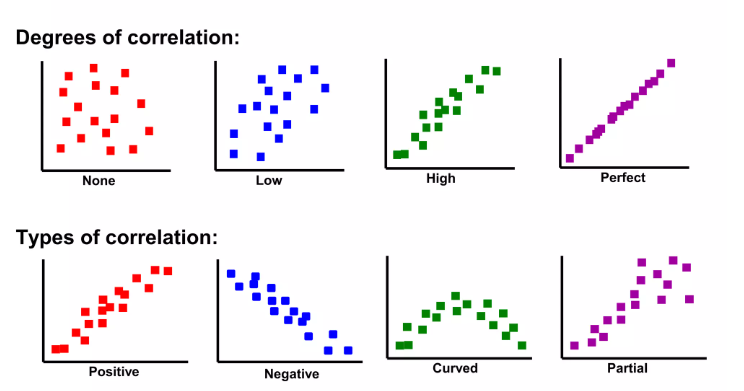 Degrees of correlation:
None
Low
High
Perfect
Types of correlation:
Positive
Negative
Curved
Partial